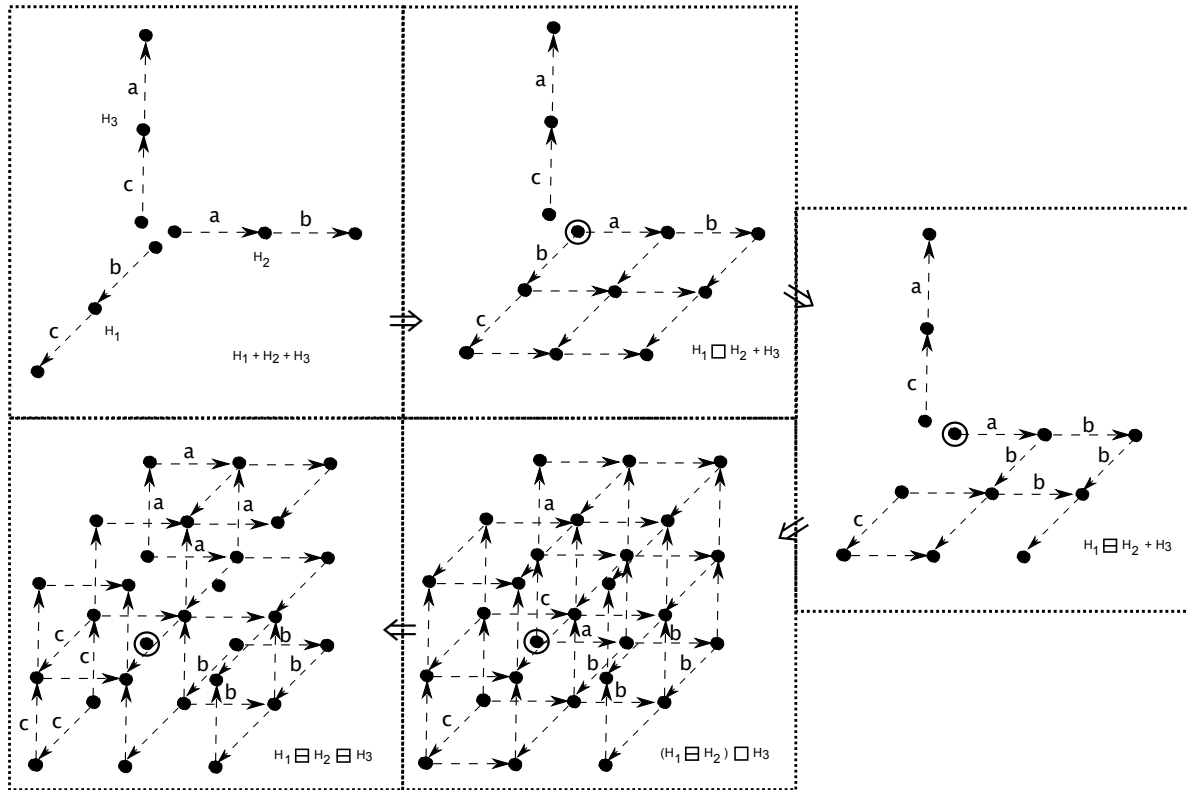 a
H₃
c
a
b
b
H₂
c
H₁
H₁ + H₂ + H₃
a
c
a
b
b
c
H₁ □ H₂ + H₃
a
c
a
b
b
b
b
c
H₁ ⊟ H₂ + H₃
a
a
a
a
c
c
b
b
b
b
c
c
H₁ ⊟ H₂ ⊟ H₃
a
c
a
b
b
b
b
c
(H₁ ⊟ H₂) □ H₃